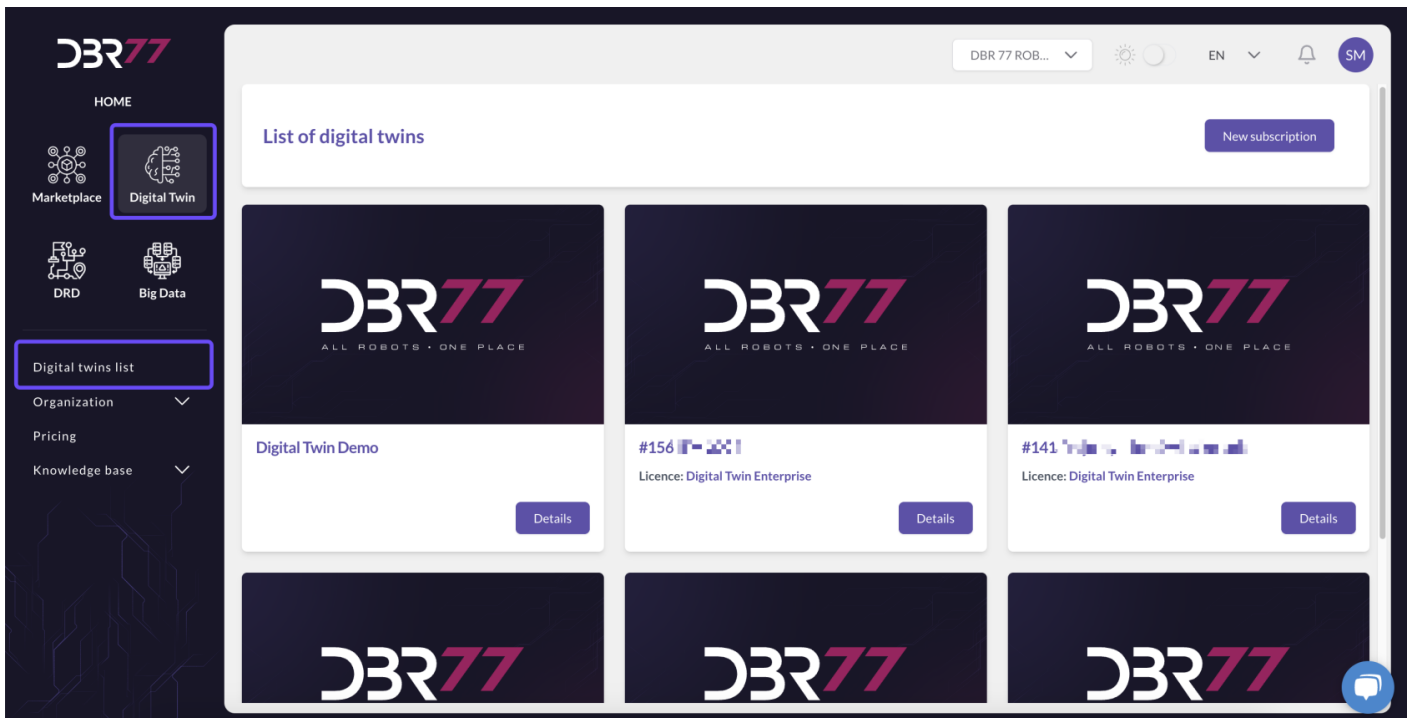 DBR77
DBR 77 ROB...
EN
SM
HOME
Marketplace
Digital Twin
DRD
Big Data
Digital twins list
Organization
Pricing
Knowledge base
List of digital twins
New subscription
DBR77
ALL ROBOTS • ONE PLACE
DBR77
ALL ROBOTS • ONE PLACE
DBR77
ALL ROBOTS • ONE PLACE
Digital Twin Demo
Details
#156
Licence: Digital Twin Enterprise
Details
#141
Licence: Digital Twin Enterprise
Details
DBR77
DBR77
DBR77